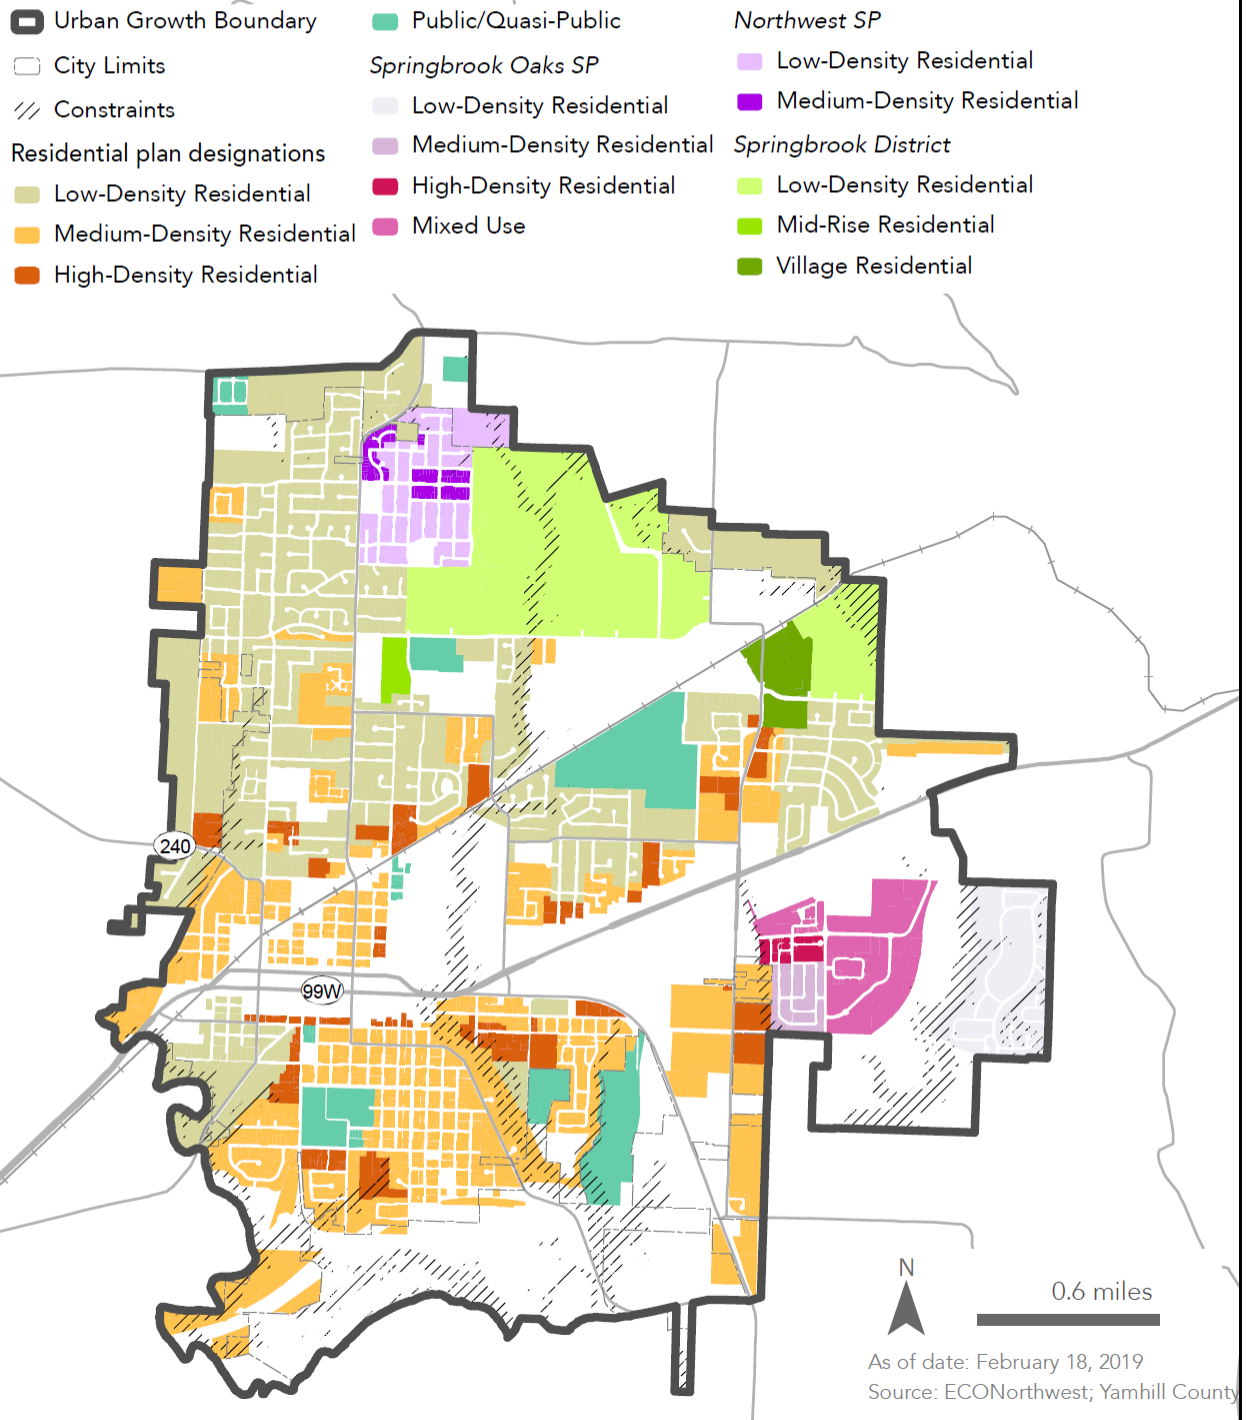 Urban Growth Boundary
City Limits
Constraints
Residential plan designations
Low-Density Residential
Medium-Density Residential
High-Density Residential
Public/Quasi-Public
Springbrook Oaks SP
Low-Density Residential
Medium-Density Residential
High-Density Residential
Mixed Use
Northwest SP
Low-Density Residential
Medium-Density Residential
Springbrook District
Low-Density Residential
Mid-Rise Residential
Village Residential
240
99W
N
0.6 miles
As of date: February 18, 2019
Source: ECONorthwest; Yamhill County